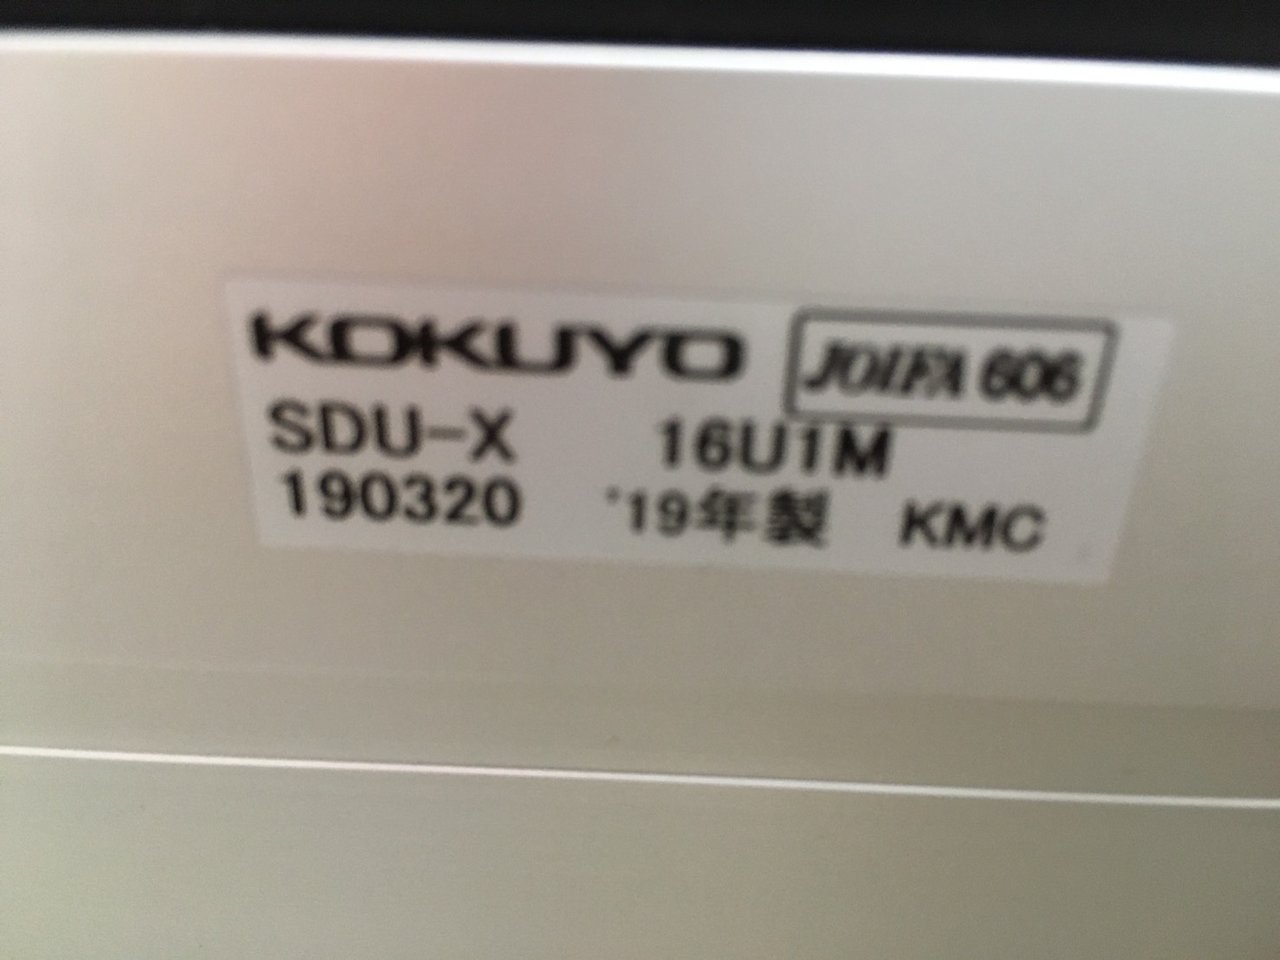 KOKUYO JOIFA 606
SDU-X 16U1M
190320 '19年製 KMC